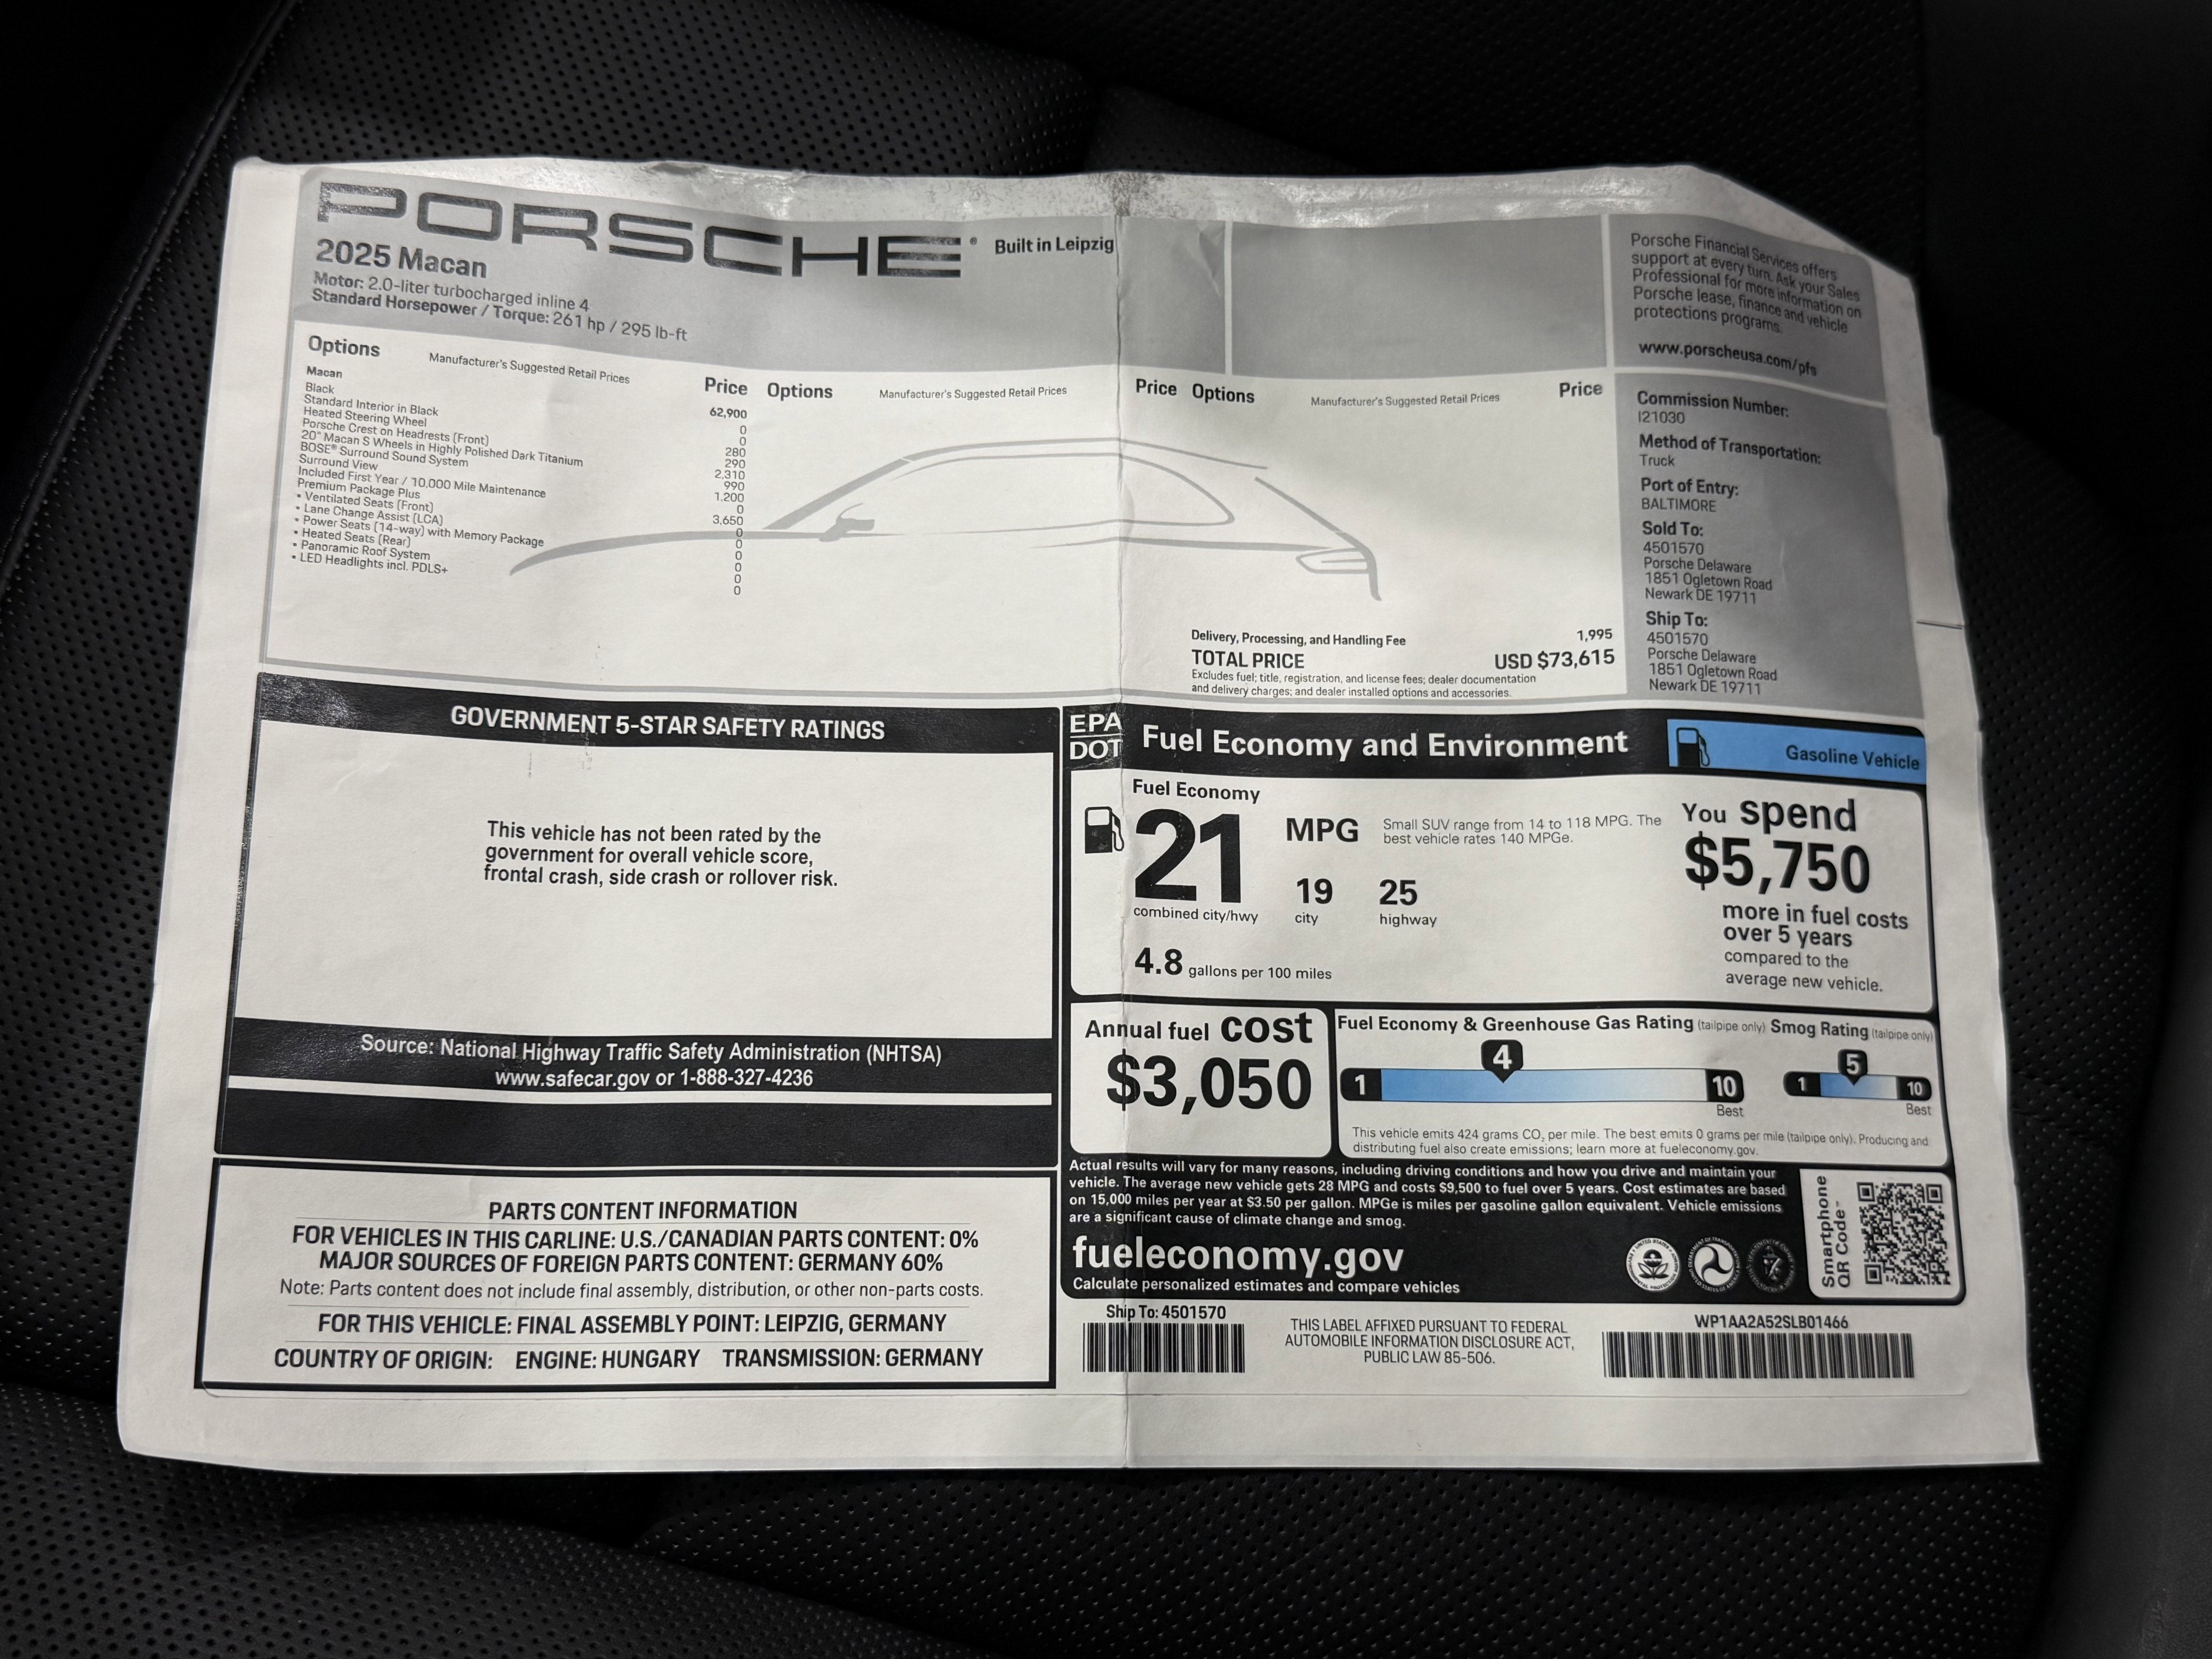 PORSCHE®
Built in Leipzig
2025 Macan
Motor: 2.0-liter turbocharged inline 4
Standard Horsepower / Torque: 261 hp / 295 lb-ft
Options Manufacturer's Suggested Retail Prices Price Options Manufacturer's Suggested Retail Prices Price Options Manufacturer's Suggested Retail Prices Price
Macan 62,900
Black 0
Standard Interior in Black 0
Heated Steering Wheel 280
Porsche Crest on Headrests (Front) 290
20" Macan S Wheels in Highly Polished Dark Titanium 2,310
BOSE® Surround Sound System 990
Surround View 1,200
Included First Year / 10,000 Mile Maintenance 0
Premium Package Plus 3,650
• Ventilated Seats (Front) 0
• Lane Change Assist (LCA) 0
• Power Seats (14-way) with Memory Package 0
• Heated Seats (Rear) 0
• Panoramic Roof System 0
• LED Headlights incl. PDLS+ 0
Delivery, Processing, and Handling Fee 1,995
TOTAL PRICE USD $73,615
Excludes fuel; title, registration, and license fees; dealer documentation
and delivery charges; and dealer installed options and accessories.
Porsche Financial Services offers
support at every turn. Ask your Sales
Professional for more information on
Porsche lease, finance and vehicle
protections programs.
www.porscheusa.com/pfs
Commission Number:
I21030
Method of Transportation:
Truck
Port of Entry:
BALTIMORE
Sold To:
4501570
Porsche Delaware
1851 Ogletown Road
Newark DE 19711
Ship To:
4501570
Porsche Delaware
1851 Ogletown Road
Newark DE 19711
GOVERNMENT 5-STAR SAFETY RATINGS
This vehicle has not been rated by the
government for overall vehicle score,
frontal crash, side crash or rollover risk.
Source: National Highway Traffic Safety Administration (NHTSA)
www.safecar.gov or 1-888-327-4236
PARTS CONTENT INFORMATION
FOR VEHICLES IN THIS CARLINE: U.S./CANADIAN PARTS CONTENT: 0%
MAJOR SOURCES OF FOREIGN PARTS CONTENT: GERMANY 60%
Note: Parts content does not include final assembly, distribution, or other non-parts costs.
FOR THIS VEHICLE: FINAL ASSEMBLY POINT: LEIPZIG, GERMANY
COUNTRY OF ORIGIN: ENGINE: HUNGARY TRANSMISSION: GERMANY
EPA
DOT
Fuel Economy and Environment
Gasoline Vehicle
Fuel Economy
21 MPG
Small SUV range from 14 to 118 MPG. The
best vehicle rates 140 MPGe.
19 25
combined city/hwy city highway
4.8 gallons per 100 miles
You spend
$5,750
more in fuel costs
over 5 years
compared to the
average new vehicle.
Annual fuel cost
$3,050
Fuel Economy & Greenhouse Gas Rating (tailpipe only)
4
1 10
Best
Smog Rating (tailpipe only)
5
1 10
Best
This vehicle emits 424 grams CO₂ per mile. The best emits 0 grams per mile (tailpipe only). Producing and
distributing fuel also create emissions; learn more at fueleconomy.gov.
Actual results will vary for many reasons, including driving conditions and how you drive and maintain your
vehicle. The average new vehicle gets 28 MPG and costs $9,500 to fuel over 5 years. Cost estimates are based
on 15,000 miles per year at $3.50 per gallon. MPGe is miles per gasoline gallon equivalent. Vehicle emissions
are a significant cause of climate change and smog.
fueleconomy.gov
Calculate personalized estimates and compare vehicles
Smartphone
QR Code™
Ship To: 4501570
THIS LABEL AFFIXED PURSUANT TO FEDERAL
AUTOMOBILE INFORMATION DISCLOSURE ACT,
PUBLIC LAW 85-506.
WP1AA2A52SLB01466